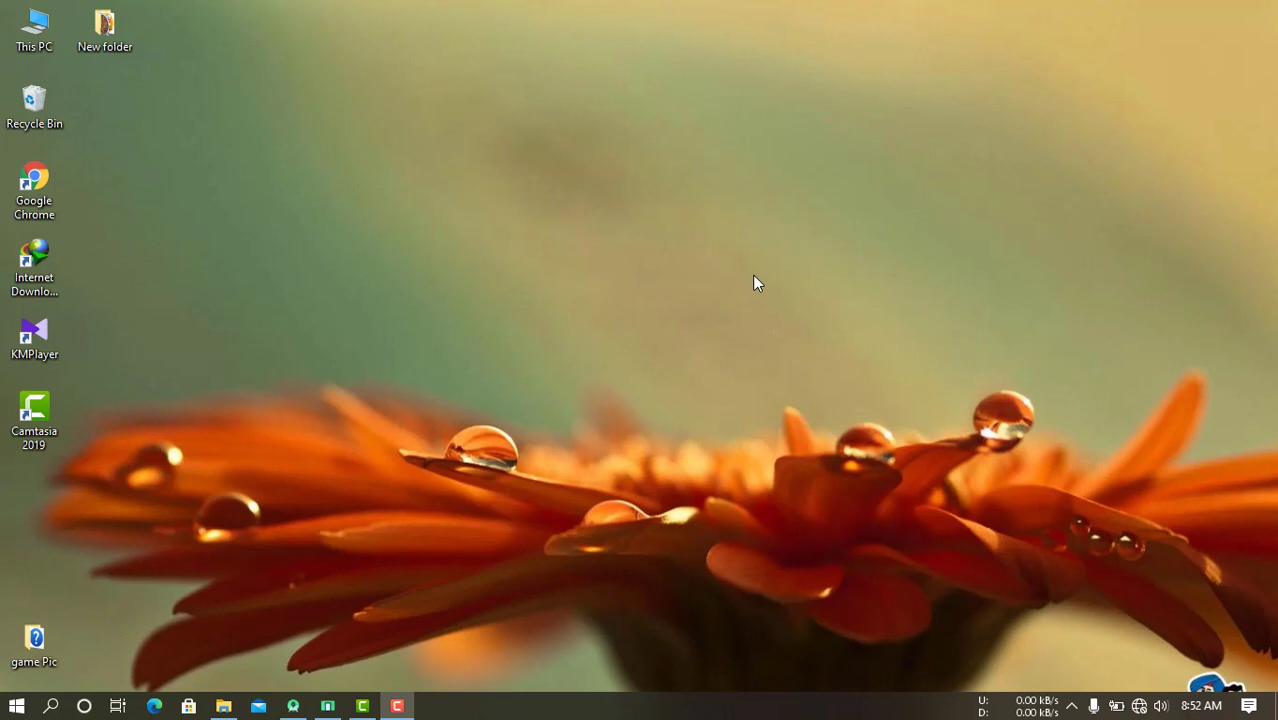 This PC
New folder
Recycle Bin
Google
Chrome
Internet
Downlo...
KMPlayer
Camtasia
2019
game Pic
U: 0.00 kB/s
D: 0.00 kB/s
8:52 AM